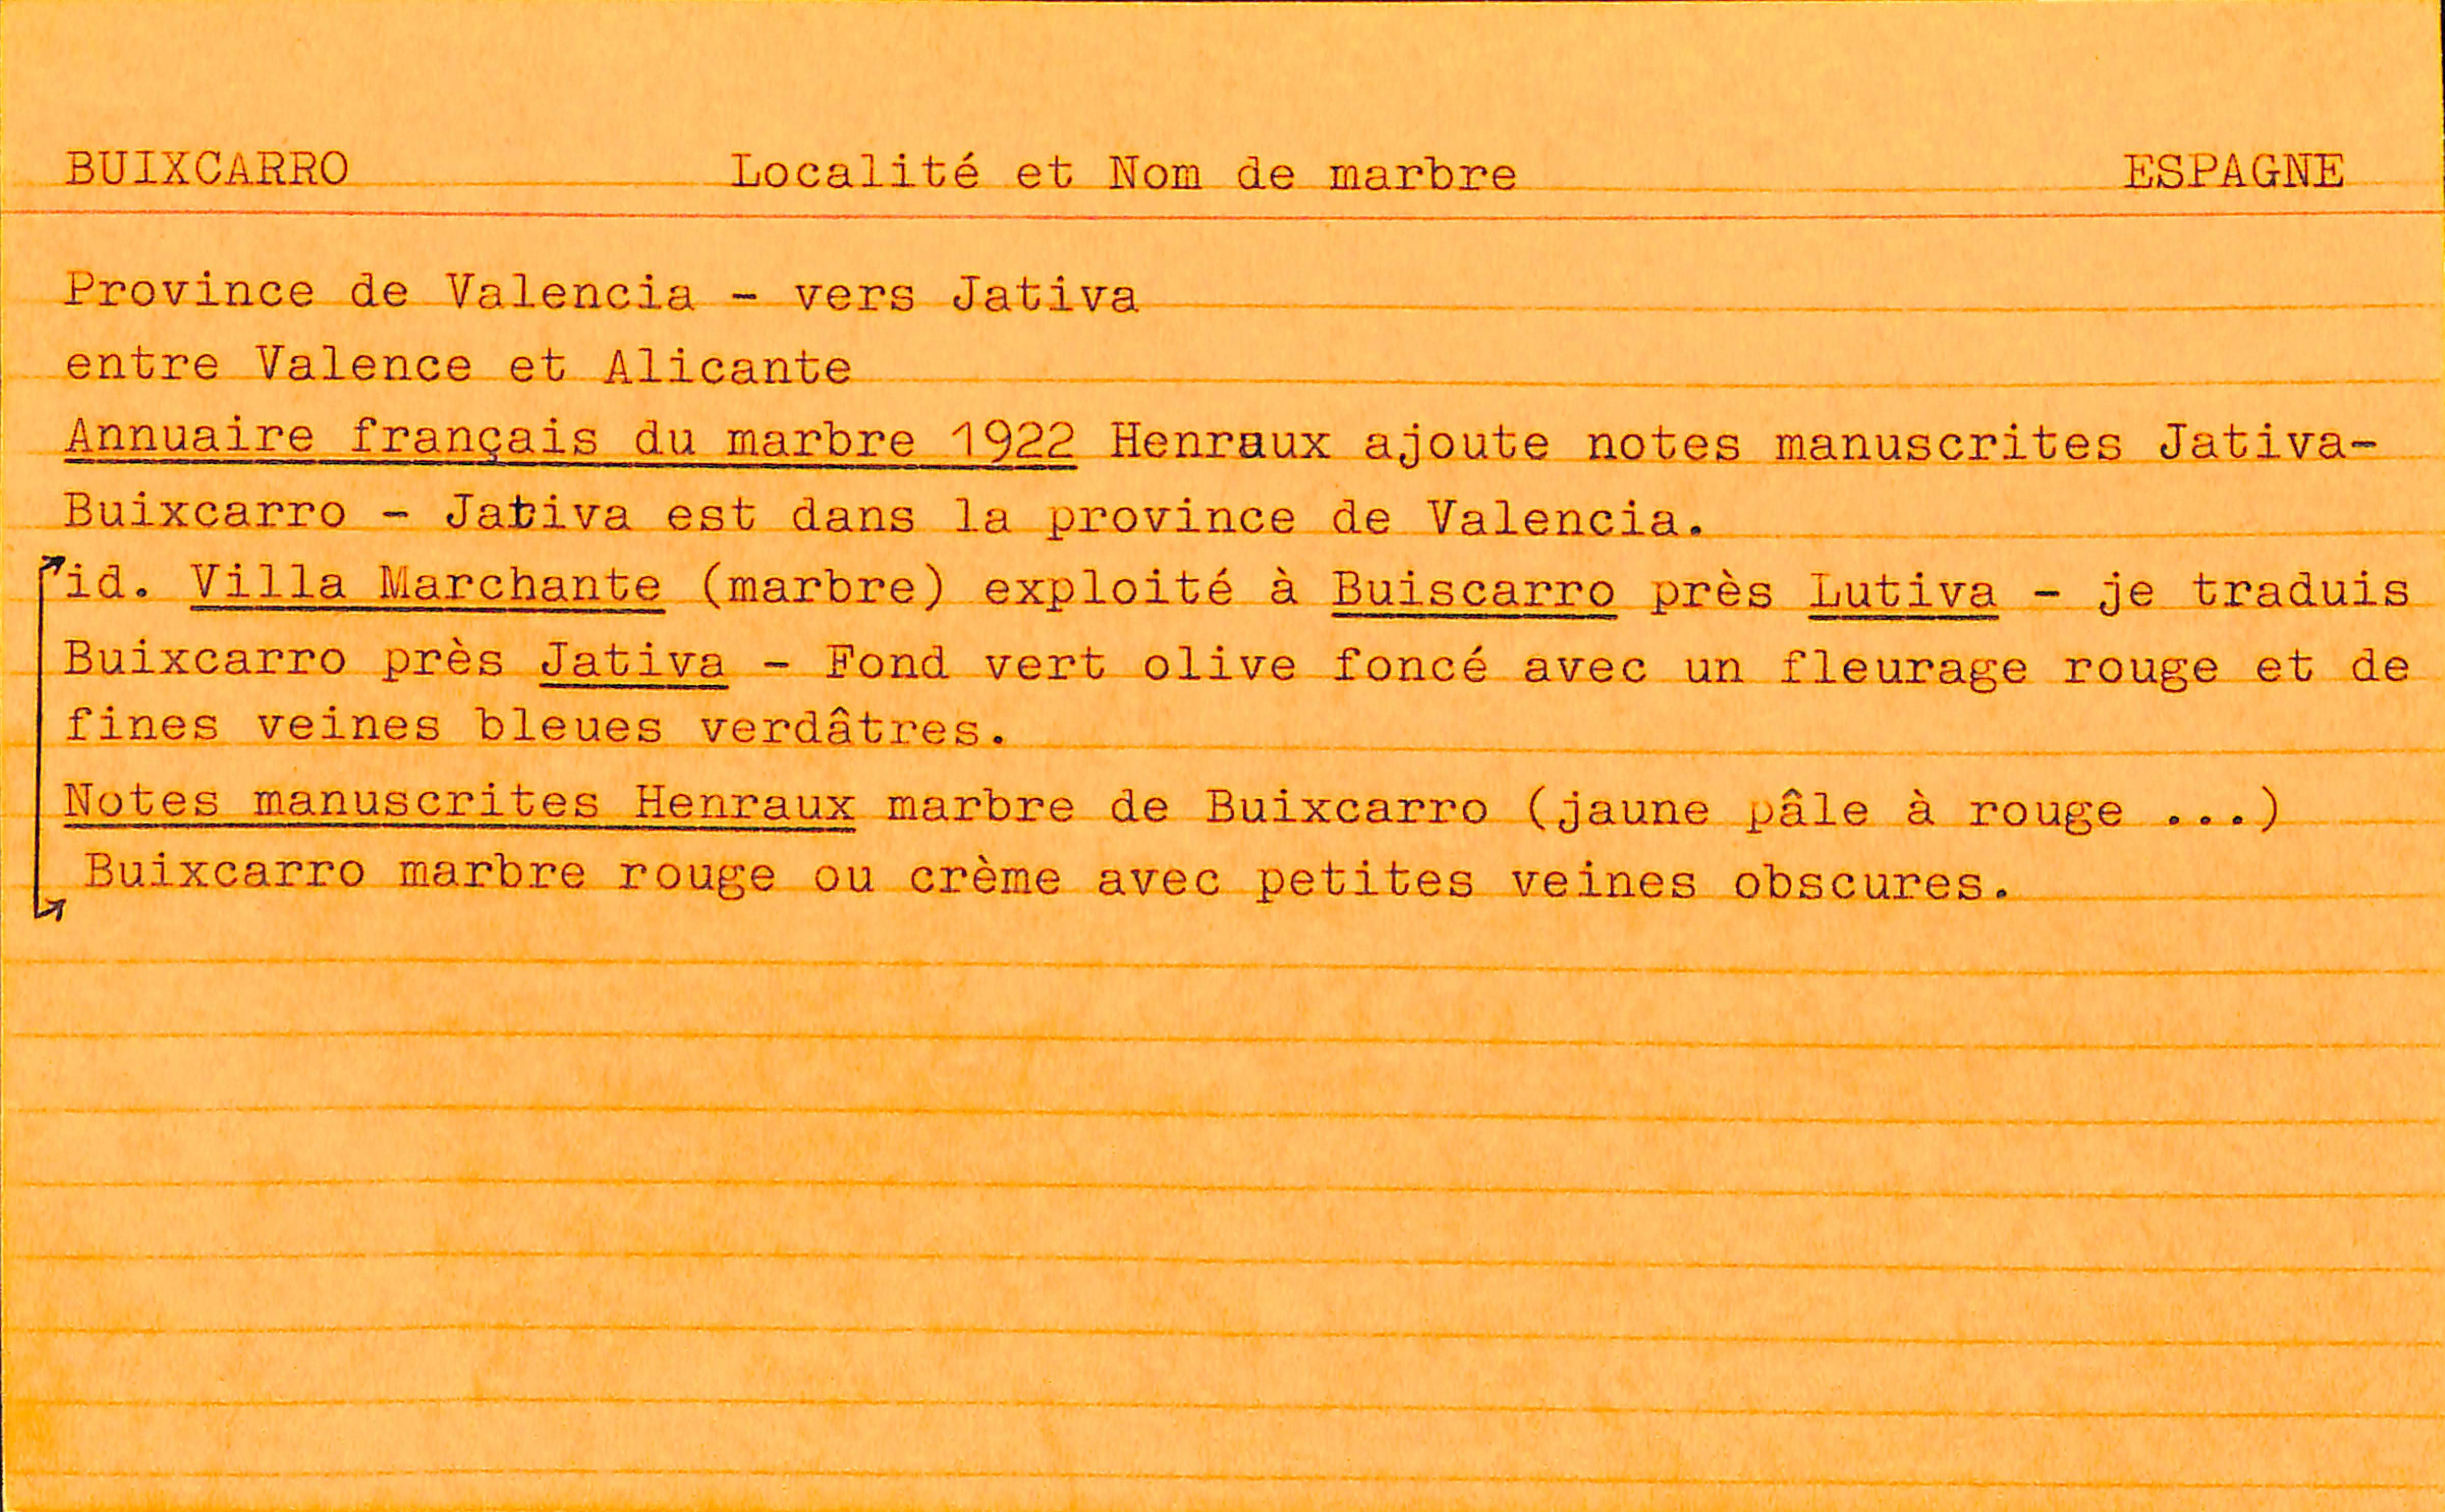 BUIXCARRO Localité et Nom de marbre ESPAGNE
Province de Valencia - vers Jativa
entre Valence et Alicante
Annuaire français du marbre 1922 Henraux ajoute notes manuscrites Jativa-
Buixcarro - Jativa est dans la province de Valencia.
id. Villa Marchante (marbre) exploité à Buiscarro près Lutiva - je traduis
Buixcarro près Jativa - Fond vert olive foncé avec un fleurage rouge et de
fines veines bleues verdâtres.
Notes manuscrites Henraux marbre de Buixcarro (jaune pâle à rouge ...)
Buixcarro marbre rouge ou crème avec petites veines obscures.